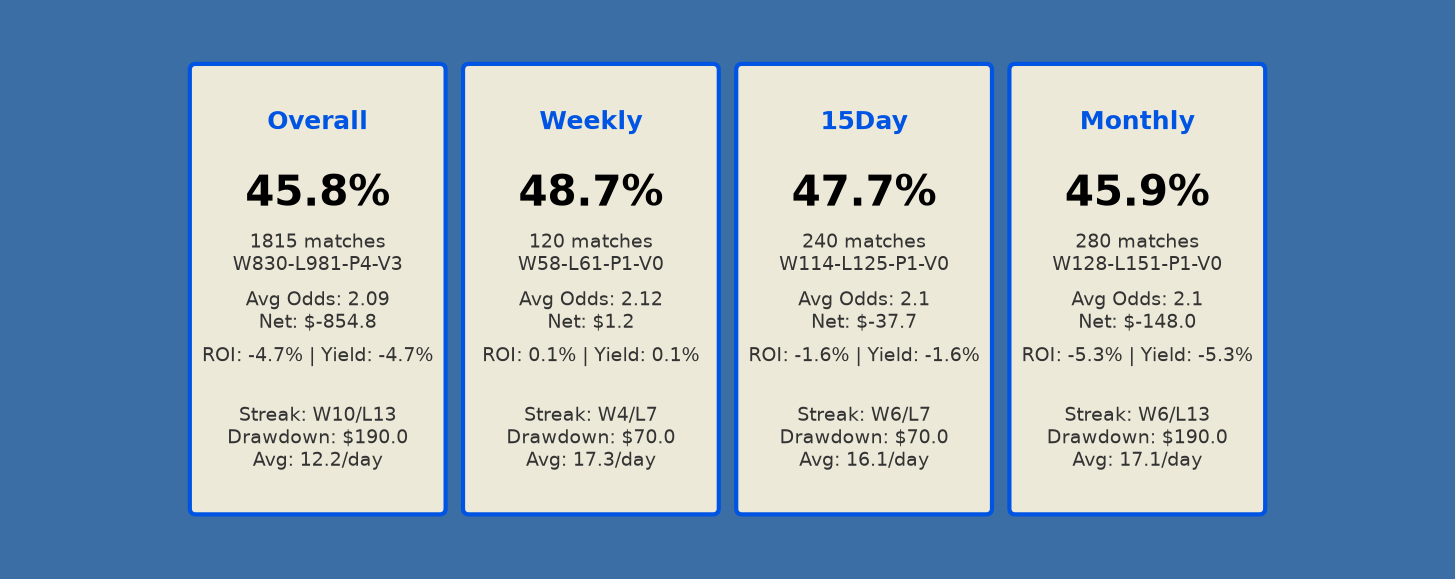 Overall
45.8%
1815 matches
W830-L981-P4-V3
Avg Odds: 2.09
Net: $-854.8
ROI: -4.7% | Yield: -4.7%
Streak: W10/L13
Drawdown: $190.0
Avg: 12.2/day
Weekly
48.7%
120 matches
W58-L61-P1-V0
Avg Odds: 2.12
Net: $1.2
ROI: 0.1% | Yield: 0.1%
Streak: W4/L7
Drawdown: $70.0
Avg: 17.3/day
15Day
47.7%
240 matches
W114-L125-P1-V0
Avg Odds: 2.1
Net: $-37.7
ROI: -1.6% | Yield: -1.6%
Streak: W6/L7
Drawdown: $70.0
Avg: 16.1/day
Monthly
45.9%
280 matches
W128-L151-P1-V0
Avg Odds: 2.1
Net: $-148.0
ROI: -5.3% | Yield: -5.3%
Streak: W6/L13
Drawdown: $190.0
Avg: 17.1/day